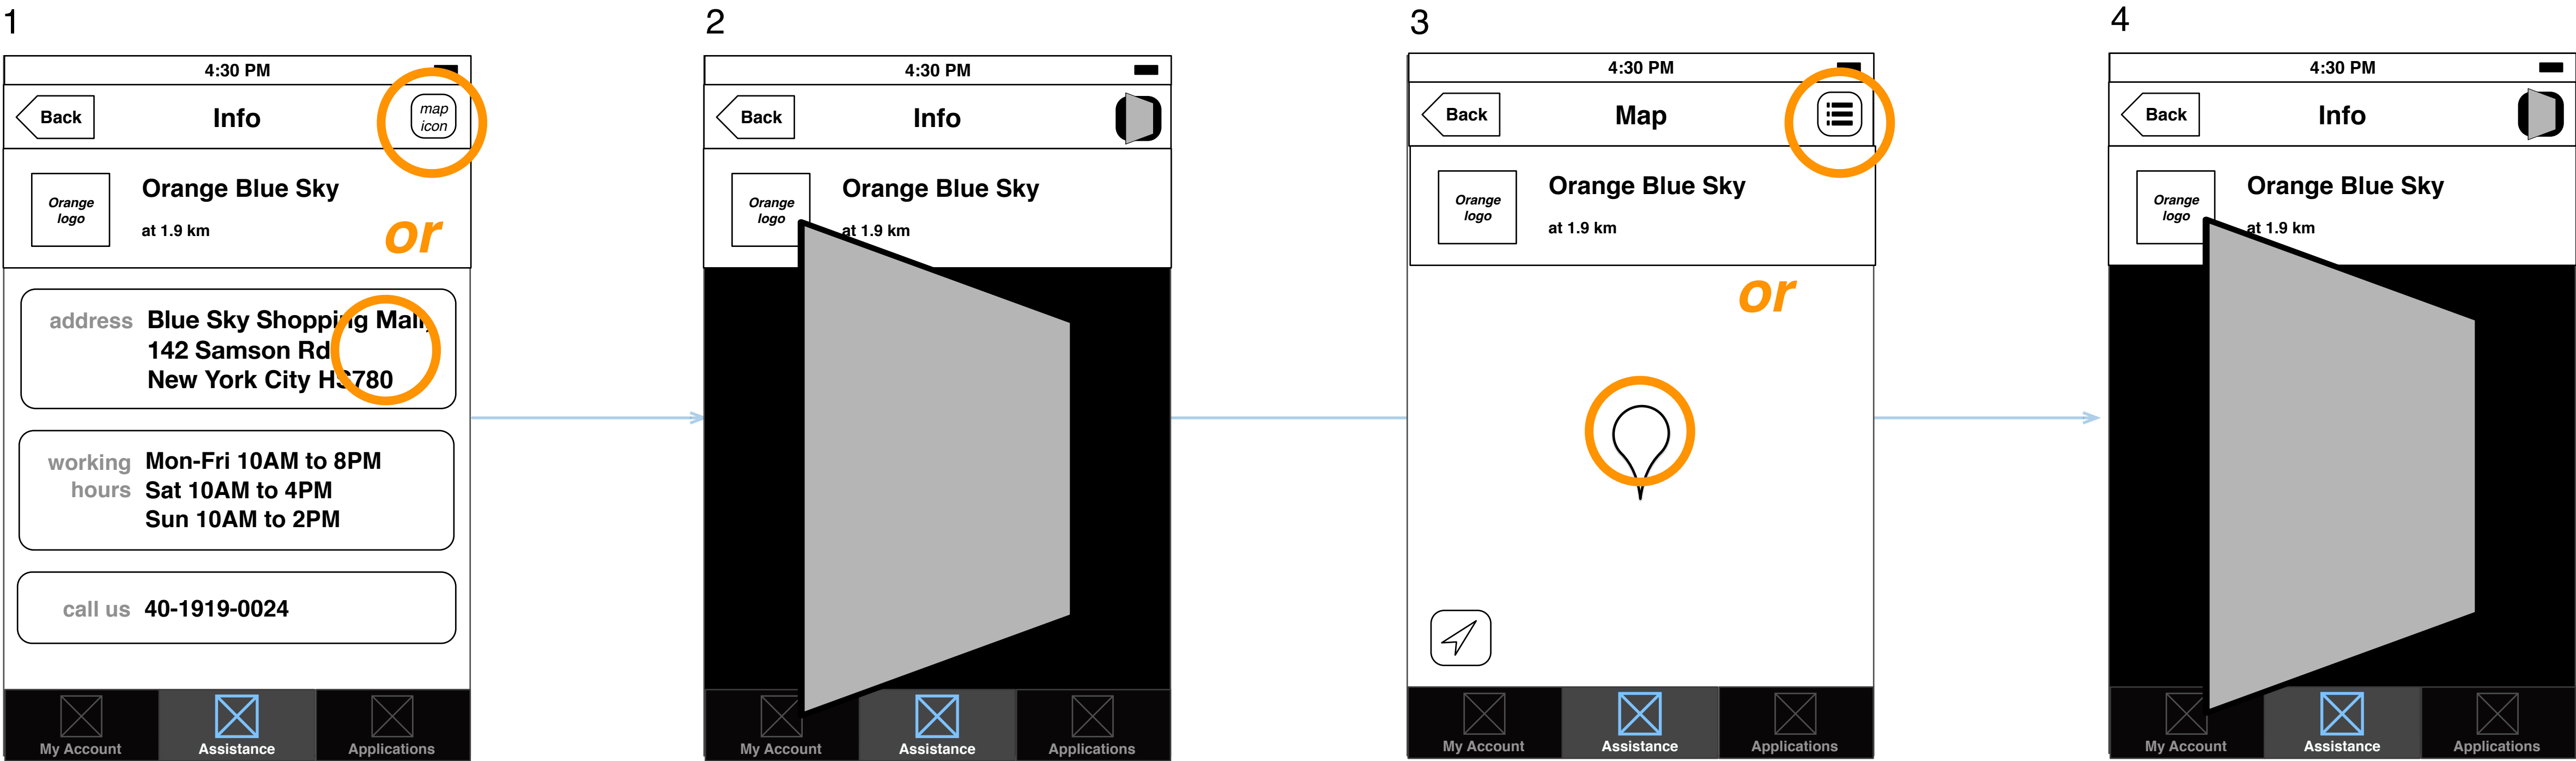 1
4:30 PM
Back
Info
map
icon
Orange
logo
Orange Blue Sky
at 1.9 km
or
address
Blue Sky Shopping Mall,
142 Samson Rd
New York City HS780
working
hours
Mon-Fri 10AM to 8PM
Sat 10AM to 4PM
Sun 10AM to 2PM
call us
40-1919-0024
My Account
Assistance
Applications
2
4:30 PM
Back
Info
Orange
logo
Orange Blue Sky
at 1.9 km
My Account
Assistance
Applications
3
4:30 PM
Back
Map
Orange
logo
Orange Blue Sky
at 1.9 km
or
My Account
Assistance
Applications
4
4:30 PM
Back
Info
Orange
logo
Orange Blue Sky
at 1.9 km
My Account
Assistance
Applications